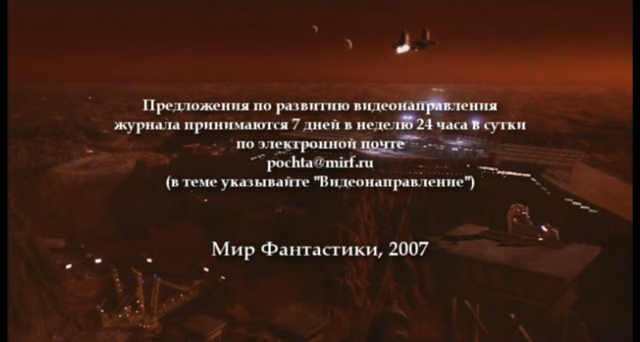 Предложения по развитию видеонаправления
журнала принимаются 7 дней в неделю 24 часа в сутки
по электронной почте
pochta@mirf.ru
(в теме указывайте "Видеонаправление")
Мир Фантастики, 2007